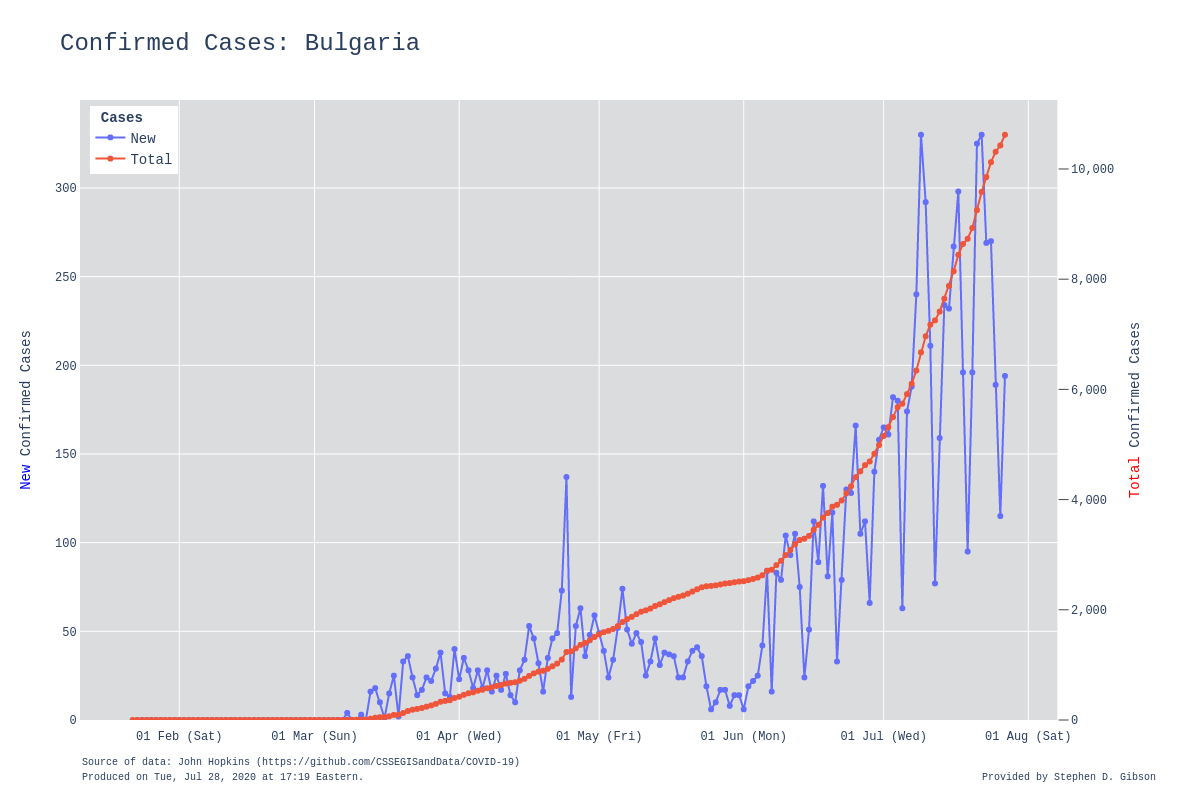 Confirmed Cases: Bulgaria
Cases
New
Total
300
250
200
150
100
50
0
10,000
8,000
6,000
4,000
2,000
0
New Confirmed Cases
Total Confirmed Cases
01 Feb (Sat)
01 Mar (Sun)
01 Apr (Wed)
01 May (Fri)
01 Jun (Mon)
01 Jul (Wed)
01 Aug (Sat)
Source of data: John Hopkins (https://github.com/CSSEGISandData/COVID-19)
Produced on Tue, Jul 28, 2020 at 17:19 Eastern.
Provided by Stephen D. Gibson